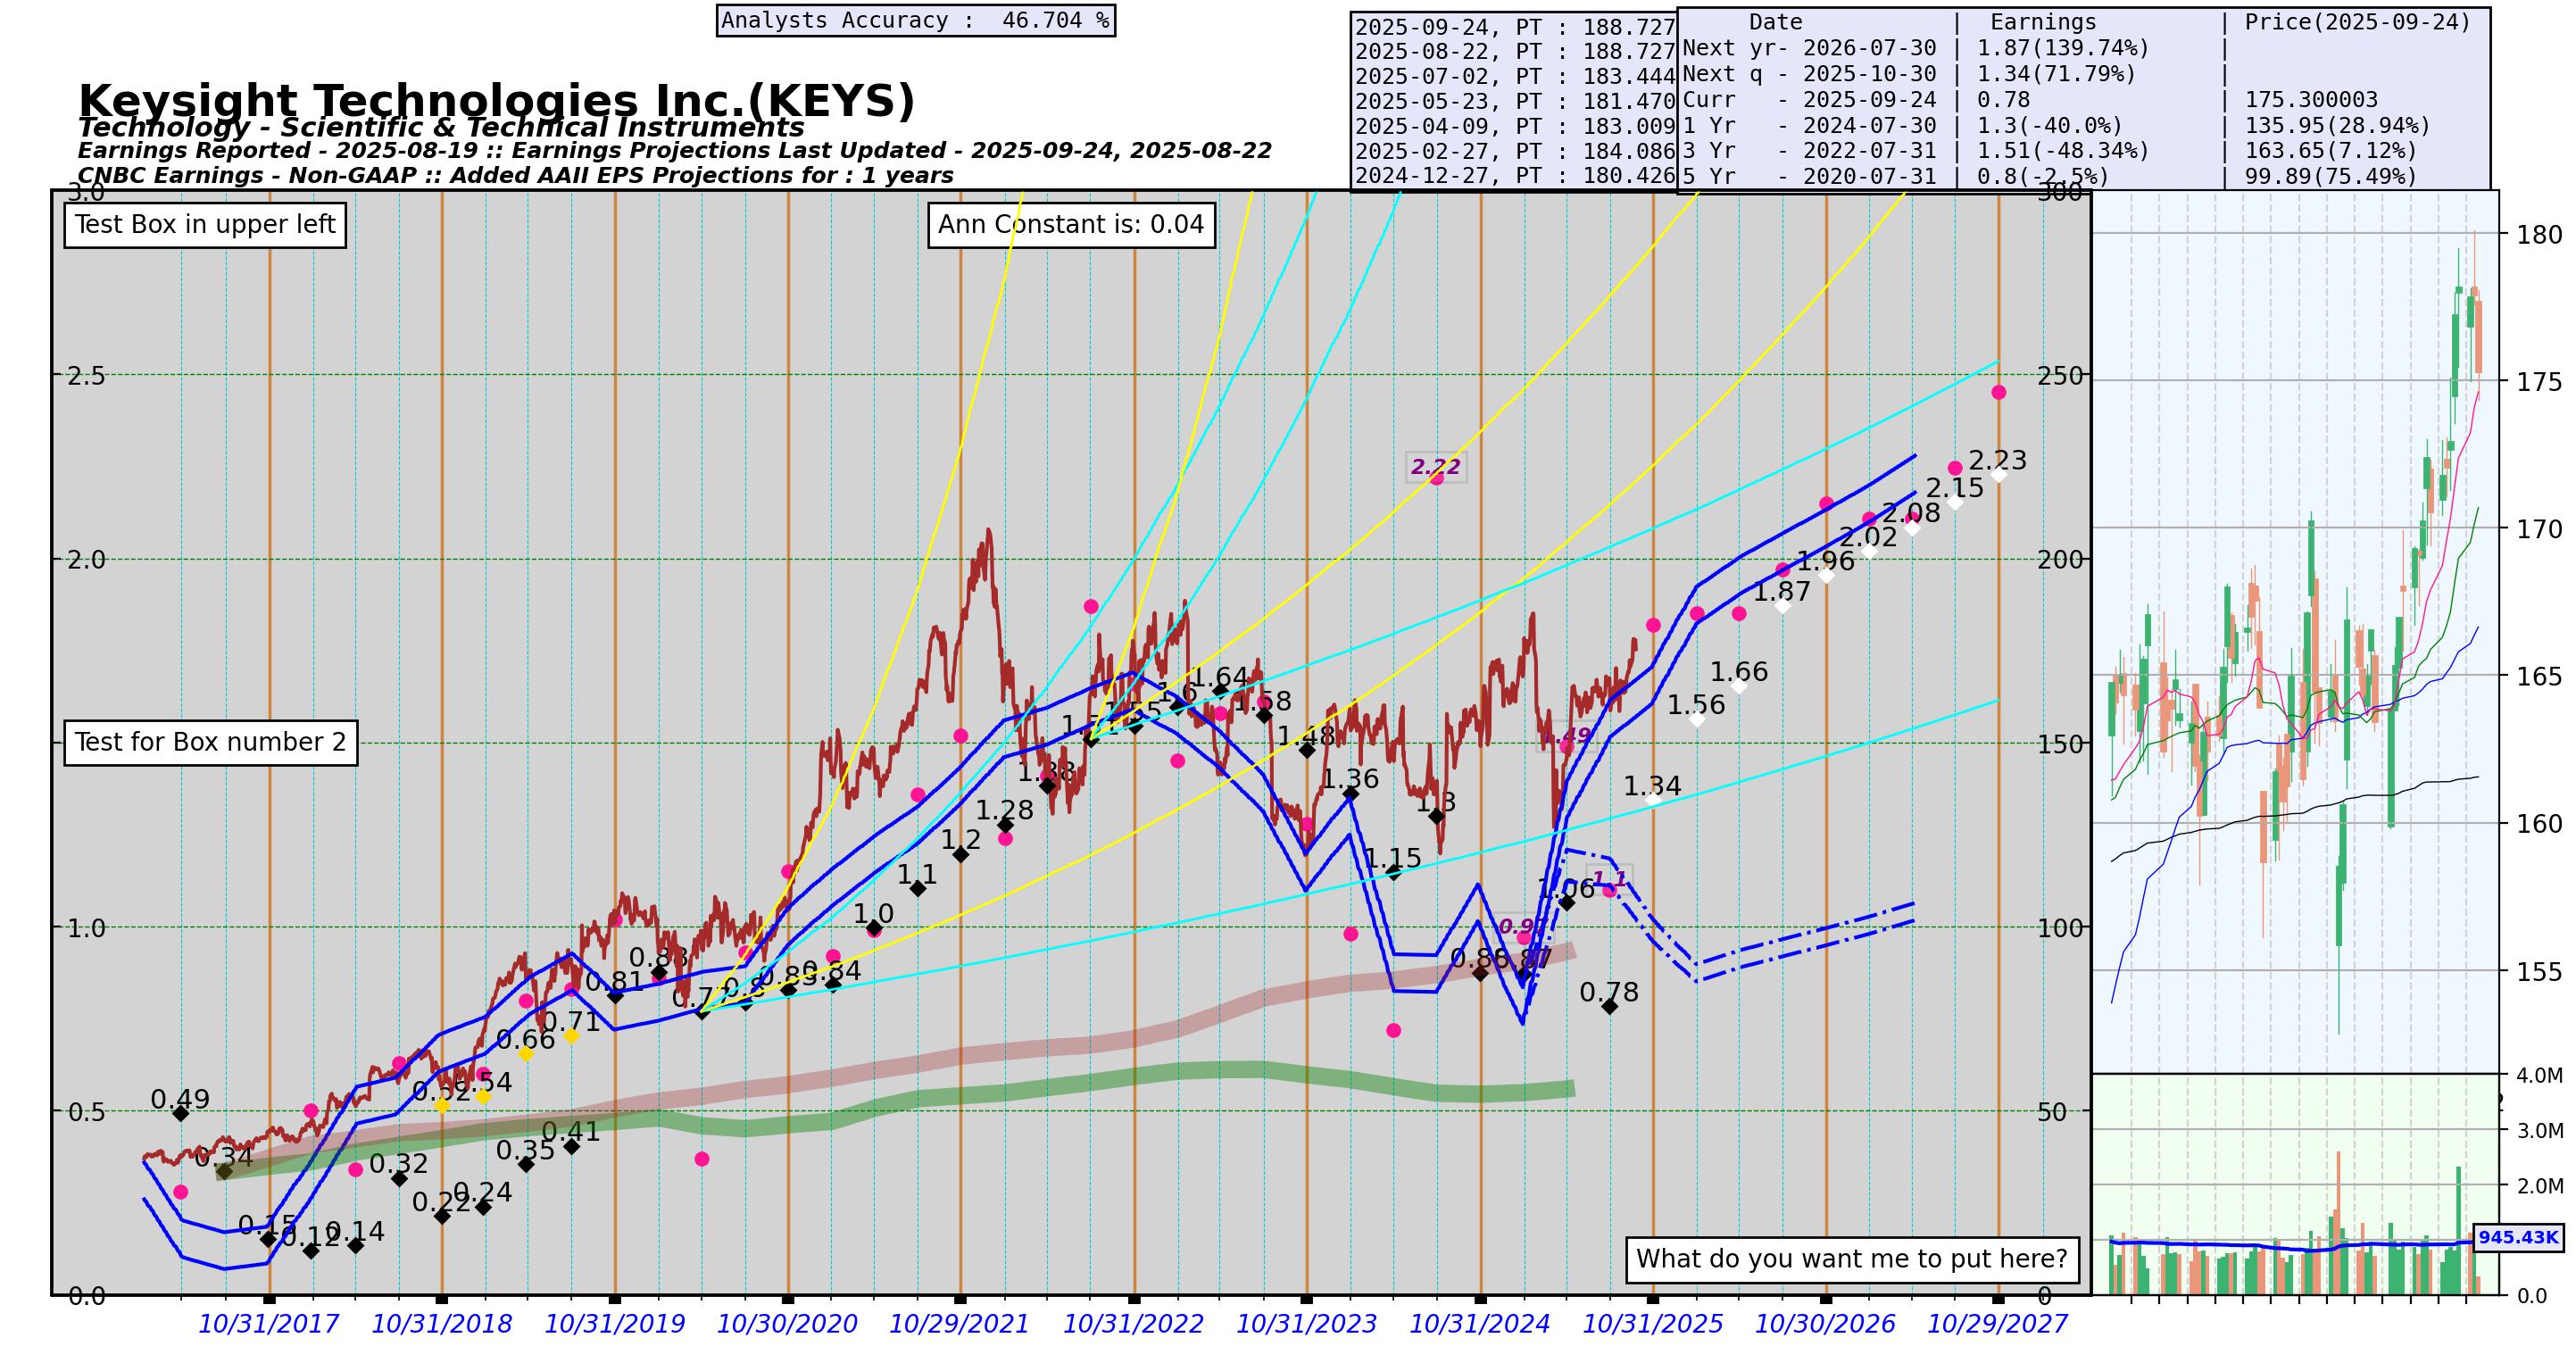 Analysts Accuracy :  46.704 %
2025-09-24, PT : 188.727
2025-08-22, PT : 188.727
2025-07-02, PT : 183.444
2025-05-23, PT : 181.470
2025-04-09, PT : 183.009
2025-02-27, PT : 184.086
2024-12-27, PT : 180.426
Date | Earnings | Price(2025-09-24)
Next yr- 2026-07-30 | 1.87(139.74%) |
Next q - 2025-10-30 | 1.34(71.79%) |
Curr   - 2025-09-24 | 0.78 | 175.300003
1 Yr   - 2024-07-30 | 1.3(-40.0%) | 135.95(28.94%)
3 Yr   - 2022-07-31 | 1.51(-48.34%) | 163.65(7.12%)
5 Yr   - 2020-07-31 | 0.8(-2.5%) | 99.89(75.49%)
Keysight Technologies Inc.(KEYS)
Technology - Scientific & Technical Instruments
Earnings Reported - 2025-08-19 :: Earnings Projections Last Updated - 2025-09-24, 2025-08-22
CNBC Earnings - Non-GAAP :: Added AAII EPS Projections for : 1 years
Test Box in upper left
Ann Constant is: 0.04
Test for Box number 2
What do you want me to put here?
3.0
2.5
2.0
1.0
0.5
0.0
300
250
200
150
100
50
0
180
175
170
165
160
155
4.0M
3.0M
2.0M
945.43K
0.0
0.49
0.34
0.15
0.12
0.14
0.32
0.22
0.24
0.54
0.35
0.66
0.41
0.71
0.81
0.88
0.84
1.0
1.1
1.2
1.28
1.38
1.6
1.64
1.58
1.48
1.36
1.15
1.3
2.22
1.06
1.1
0.78
1.34
1.56
1.66
1.87
1.96
2.02
2.08
2.15
2.23
10/31/2017
10/31/2018
10/31/2019
10/30/2020
10/29/2021
10/31/2022
10/31/2023
10/31/2024
10/31/2025
10/30/2026
10/29/2027